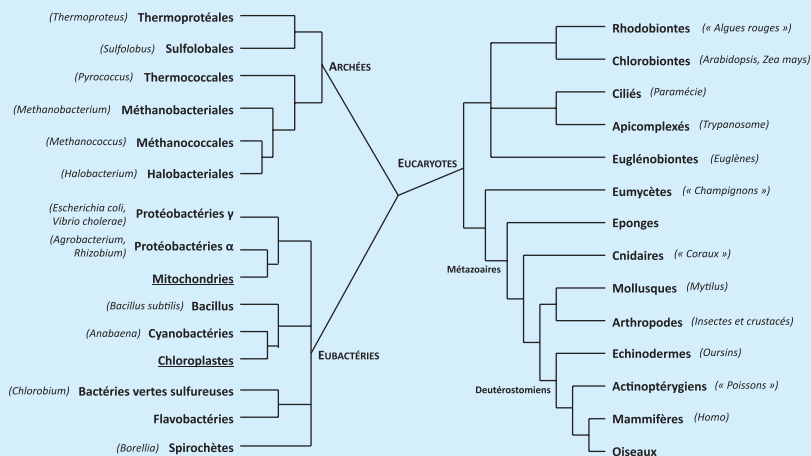 (Thermoproteus) Thermoprotéales
(Sulfolobus) Sulfolobales
(Pyrococcus) Thermococcales
(Methanobacterium) Méthanobacteriales
(Methanococcus) Méthanococcales
(Halobacterium) Halobacteriales
ARCHÉES
(Escherichia coli,
Vibrio cholerae) Protéobactéries γ
(Agrobacterium,
Rhizobium) Protéobactéries α
Mitochondries
(Bacillus subtilis) Bacillus
(Anabaena) Cyanobactéries
Chloroplastes
(Chlorobium) Bactéries vertes sulfureuses
Flavobactéries
(Borellia) Spirochètes
EUBACTÉRIES
EUCARYOTES
Rhodobiontes (« Algues rouges »)
Chlorobiontes (Arabidopsis, Zea mays)
Ciliés (Paramécie)
Apicomplexés (Trypanosome)
Euglénobiontes (Euglènes)
Eumycètes (« Champignons »)
Eponges
Métazoaires
Cnidaires (« Coraux »)
Mollusques (Mytilus)
Arthropodes (Insectes et crustacés)
Echinodermes (Oursins)
Deutérostomiens
Actinoptérygiens (« Poissons »)
Mammifères (Homo)
Oiseaux